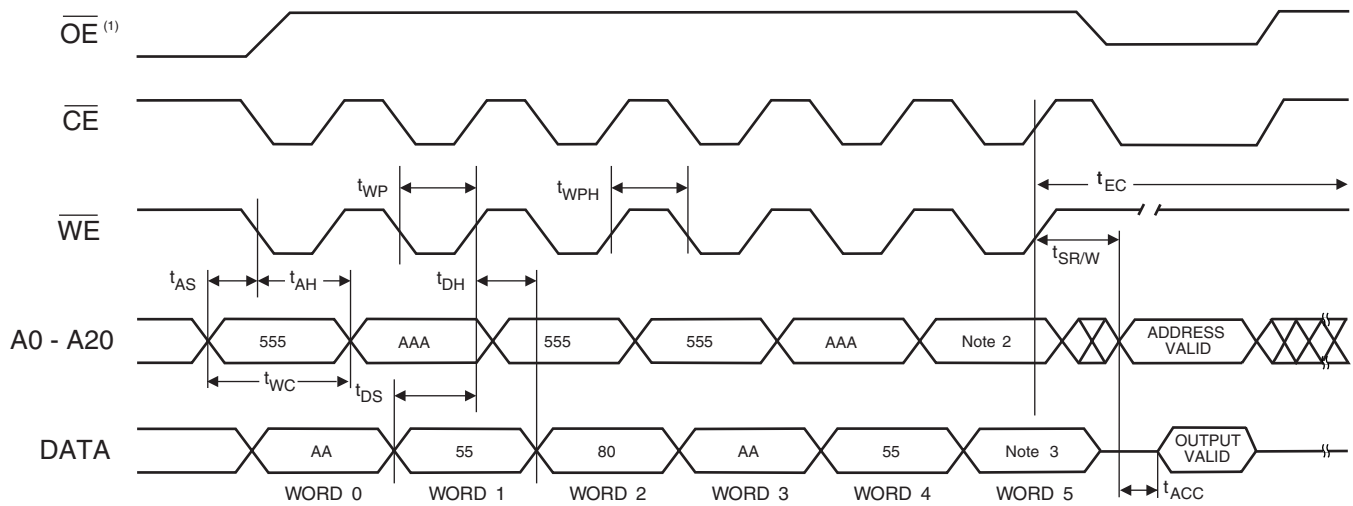 OE (1)
CE
tWP
tWPH
tEC
WE
tSR/W
tAS
tAH
tDH
A0 - A20
555
AAA
555
555
AAA
Note 2
ADDRESS
VALID
tWC
tDS
DATA
AA
55
80
AA
55
Note 3
OUTPUT
VALID
WORD 0
WORD 1
WORD 2
WORD 3
WORD 4
WORD 5
tACC